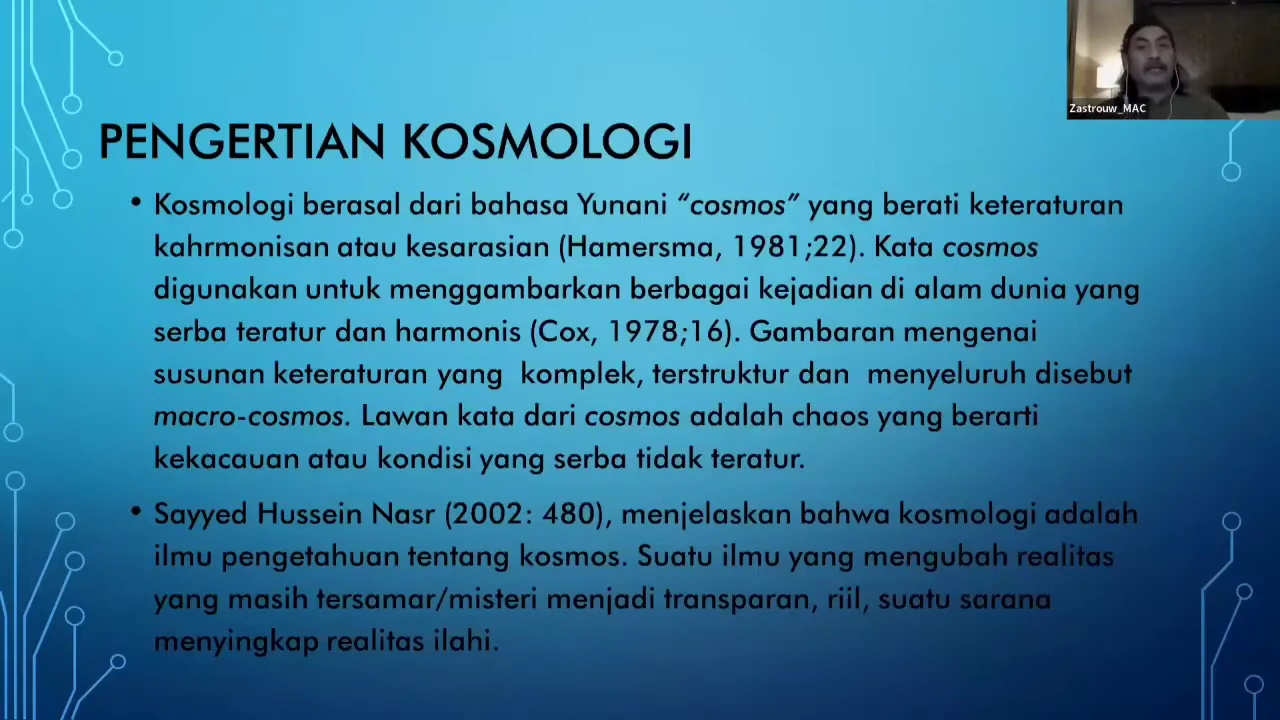 Zastrouw_MAC
PENGERTIAN KOSMOLOGI
• Kosmologi berasal dari bahasa Yunani “cosmos” yang berati keteraturan
kahrmonisan atau kesarasian (Hamersma, 1981;22). Kata cosmos
digunakan untuk menggambarkan berbagai kejadian di alam dunia yang
serba teratur dan harmonis (Cox, 1978;16). Gambaran mengenai
susunan keteraturan yang komplek, terstruktur dan menyeluruh disebut
macro-cosmos. Lawan kata dari cosmos adalah chaos yang berarti
kekacauan atau kondisi yang serba tidak teratur.
• Sayyed Hussein Nasr (2002: 480), menjelaskan bahwa kosmologi adalah
ilmu pengetahuan tentang kosmos. Suatu ilmu yang mengubah realitas
yang masih tersamar/misteri menjadi transparan, riil, suatu sarana
menyingkap realitas ilahi.